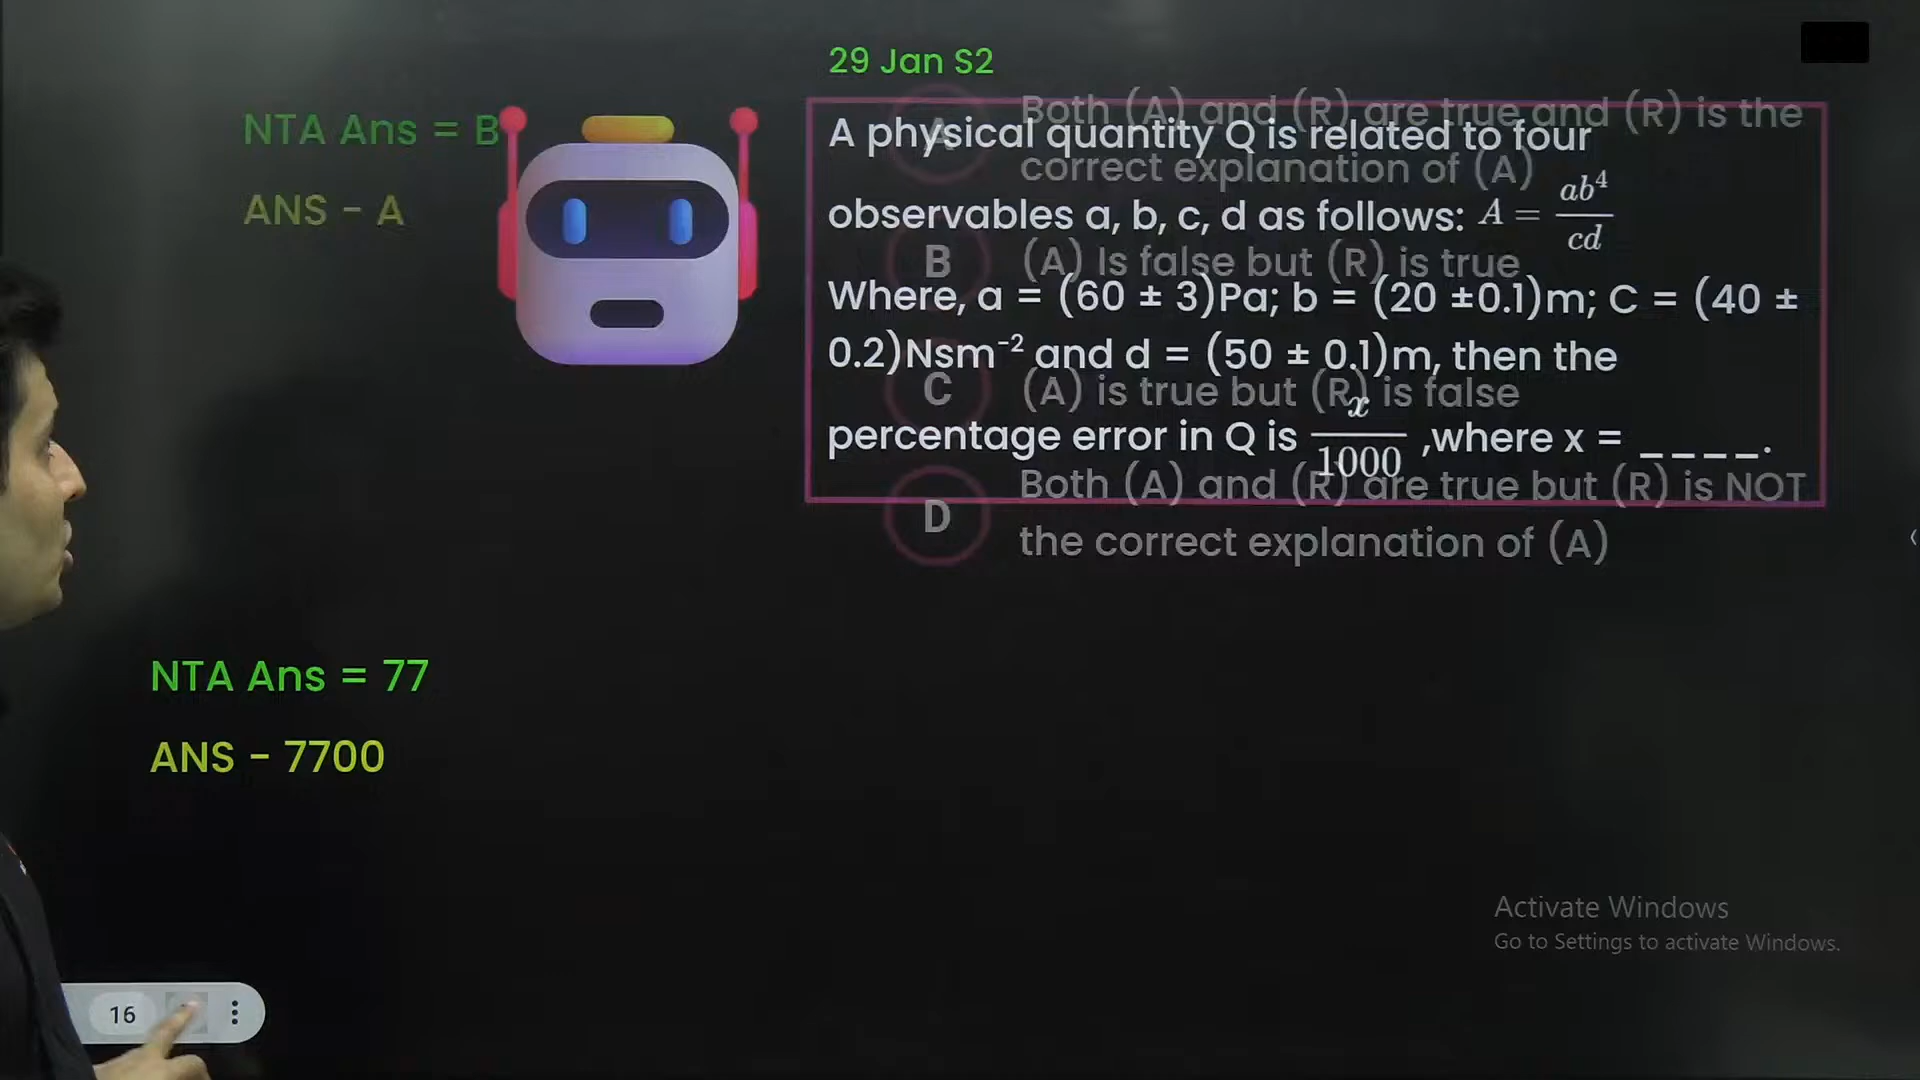 29 Jan S2
NTA Ans = B
ANS - A
A physical quantity Q is related to four
observables a, b, c, d as follows: A = ab⁴/cd
Where, a = (60 ± 3)Pa; b = (20 ±0.1)m; C = (40 ±
0.2)Nsm⁻² and d = (50 ± 0.1)m, then the
percentage error in Q is x/1000 ,where x = _ _ _ _.
A Both (A) and (R) are true and (R) is the
correct explanation of (A)
B (A) Is false but (R) is true
C (A) is true but (R) is false
D Both (A) and (R) are true but (R) is NOT
the correct explanation of (A)
NTA Ans = 77
ANS - 7700
Activate Windows
Go to Settings to activate Windows.
16